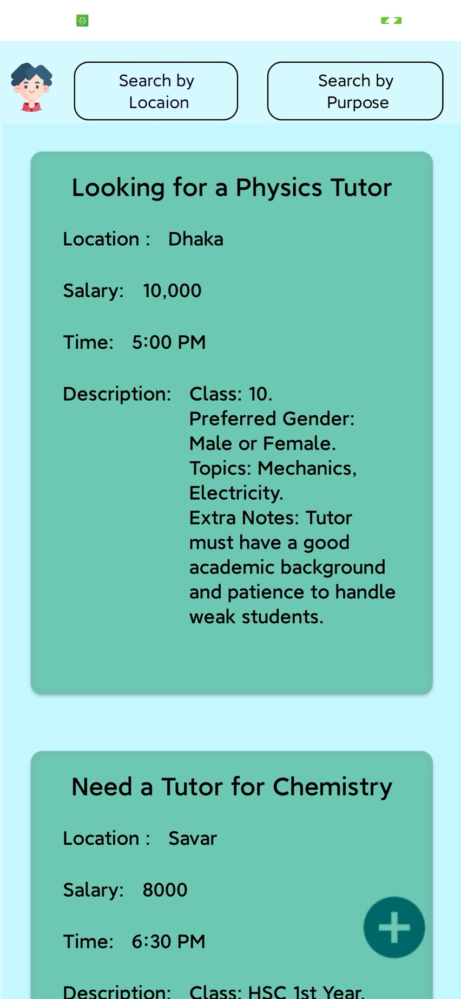 Search by
Locaion
Search by
Purpose
Looking for a Physics Tutor
Location : Dhaka
Salary: 10,000
Time: 5:00 PM
Description: Class: 10.
Preferred Gender:
Male or Female.
Topics: Mechanics,
Electricity.
Extra Notes: Tutor
must have a good
academic background
and patience to handle
weak students.
Need a Tutor for Chemistry
Location : Savar
Salary: 8000
Time: 6:30 PM
Description: Class: HSC 1st Year.